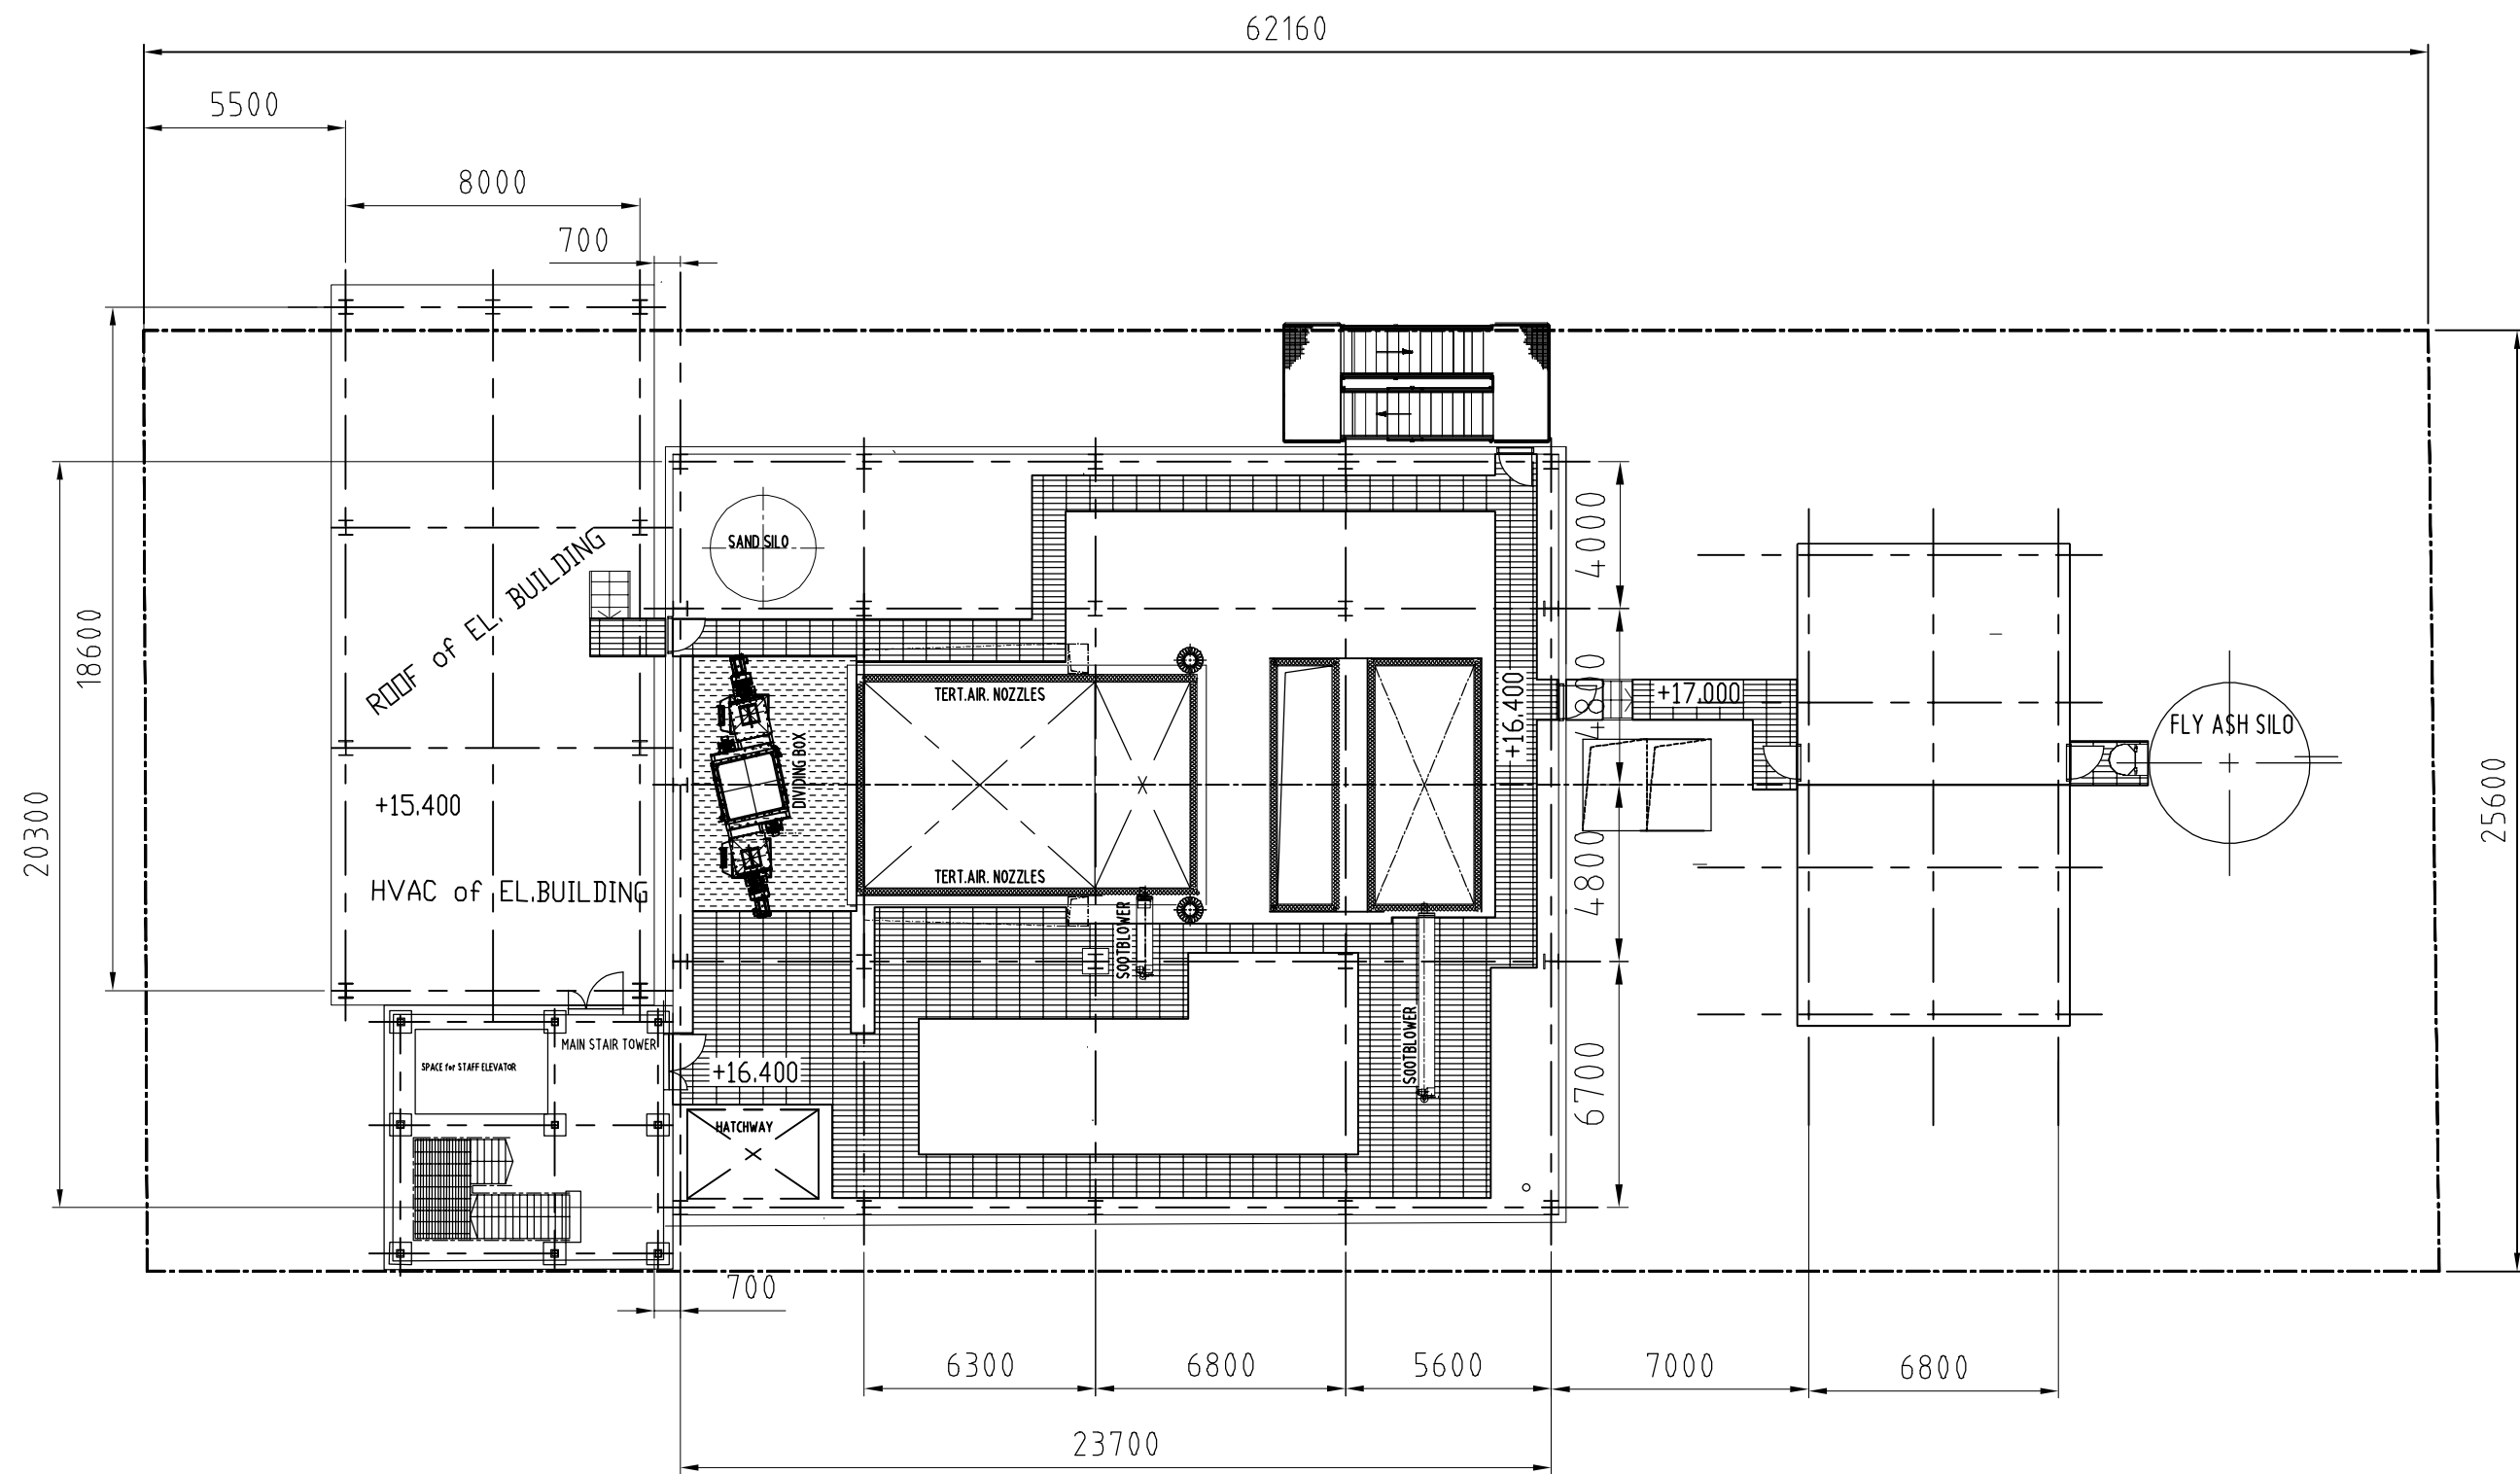 62160
5500
8000
700
SAND SILO
ROOF of EL. BUILDING
18600
20300
4000
4800
+16.400
+17.000
FLY ASH SILO
TERT.AIR. NOZZLES
DIVIDING BOX
+15.400
25600
TERT.AIR. NOZZLES
4800
HVAC of EL.BUILDING
SOOTBLOWER
SOOTBLOWER
MAIN STAIR TOWER
SPACE for STAFF ELEVATOR
+16.400
6700
HATCHWAY
700
6300
6800
5600
7000
6800
23700